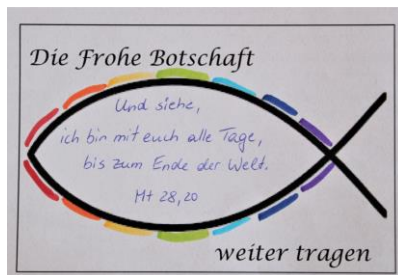 Die Frohe Botschaft
Und siehe,
ich bin mit euch alle Tage,
bis zum Ende der Welt.
Mt 28,20
weiter tragen